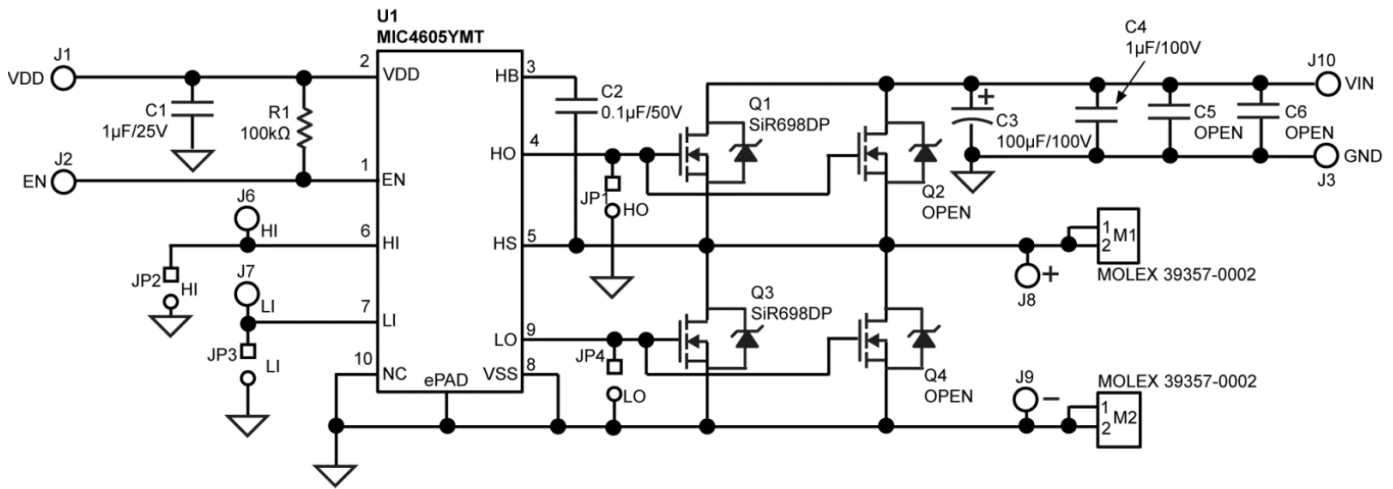 U1
MIC4605YMT
J1
VDD
C1
1µF/25V
R1
100kΩ
J2
EN
2
VDD
1
EN
J6
HI
6
HI
JP2
HI
J7
LI
7
LI
JP3
LI
10
NC
ePAD
HB
3
C2
0.1µF/50V
HO
4
JP1
HO
HS
5
LO
9
JP4
LO
VSS
8
Q1
SiR698DP
Q2
OPEN
Q3
SiR698DP
Q4
OPEN
+
C3
100µF/100V
C4
1µF/100V
C5
OPEN
C6
OPEN
J10
VIN
GND
J3
1
2
M1
MOLEX 39357-0002
+
J8
J9
−
MOLEX 39357-0002
1
2
M2